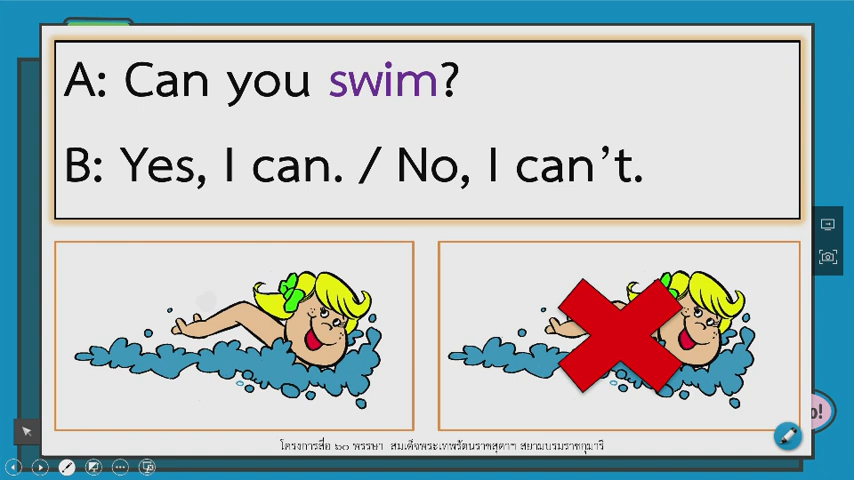 A: Can you swim?
B: Yes, I can. / No, I can't.
โครงการสื่อ ๖๐ พรรษา สมเด็จพระเทพรัตนราชสุดาฯ สยามบรมราชกุมารี